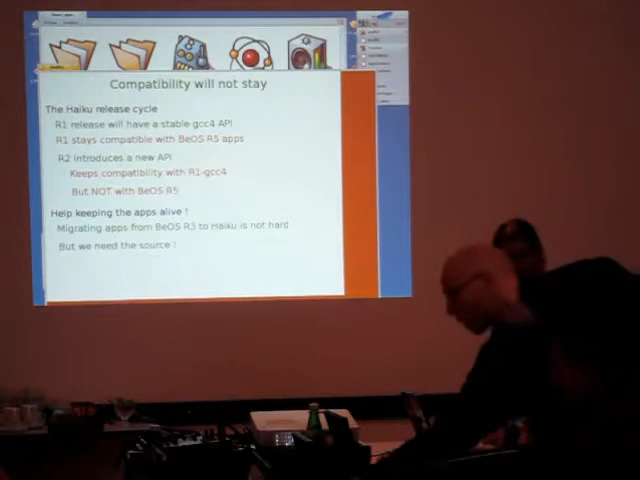 Compatibility will not stay
The Haiku release cycle
R1 release will have a stable gcc4 API
R1 stays compatible with BeOS R5 apps
R2 introduces a new API
Keeps compatibility with R1-gcc4
But NOT with BeOS R5
Help keeping the apps alive !
Migrating apps from BeOS R3 to Haiku is not hard
But we need the source !